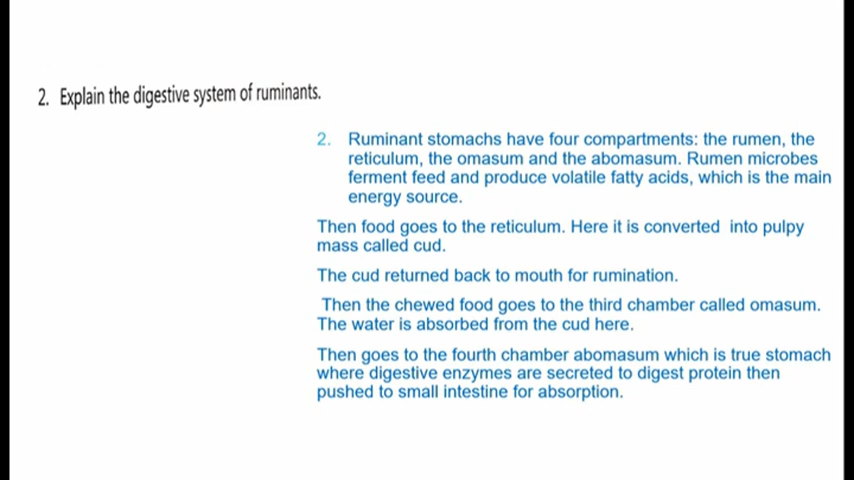 2. Explain the digestive system of ruminants.
2. Ruminant stomachs have four compartments: the rumen, the
reticulum, the omasum and the abomasum. Rumen microbes
ferment feed and produce volatile fatty acids, which is the main
energy source.
Then food goes to the reticulum. Here it is converted into pulpy
mass called cud.
The cud returned back to mouth for rumination.
Then the chewed food goes to the third chamber called omasum.
The water is absorbed from the cud here.
Then goes to the fourth chamber abomasum which is true stomach
where digestive enzymes are secreted to digest protein then
pushed to small intestine for absorption.